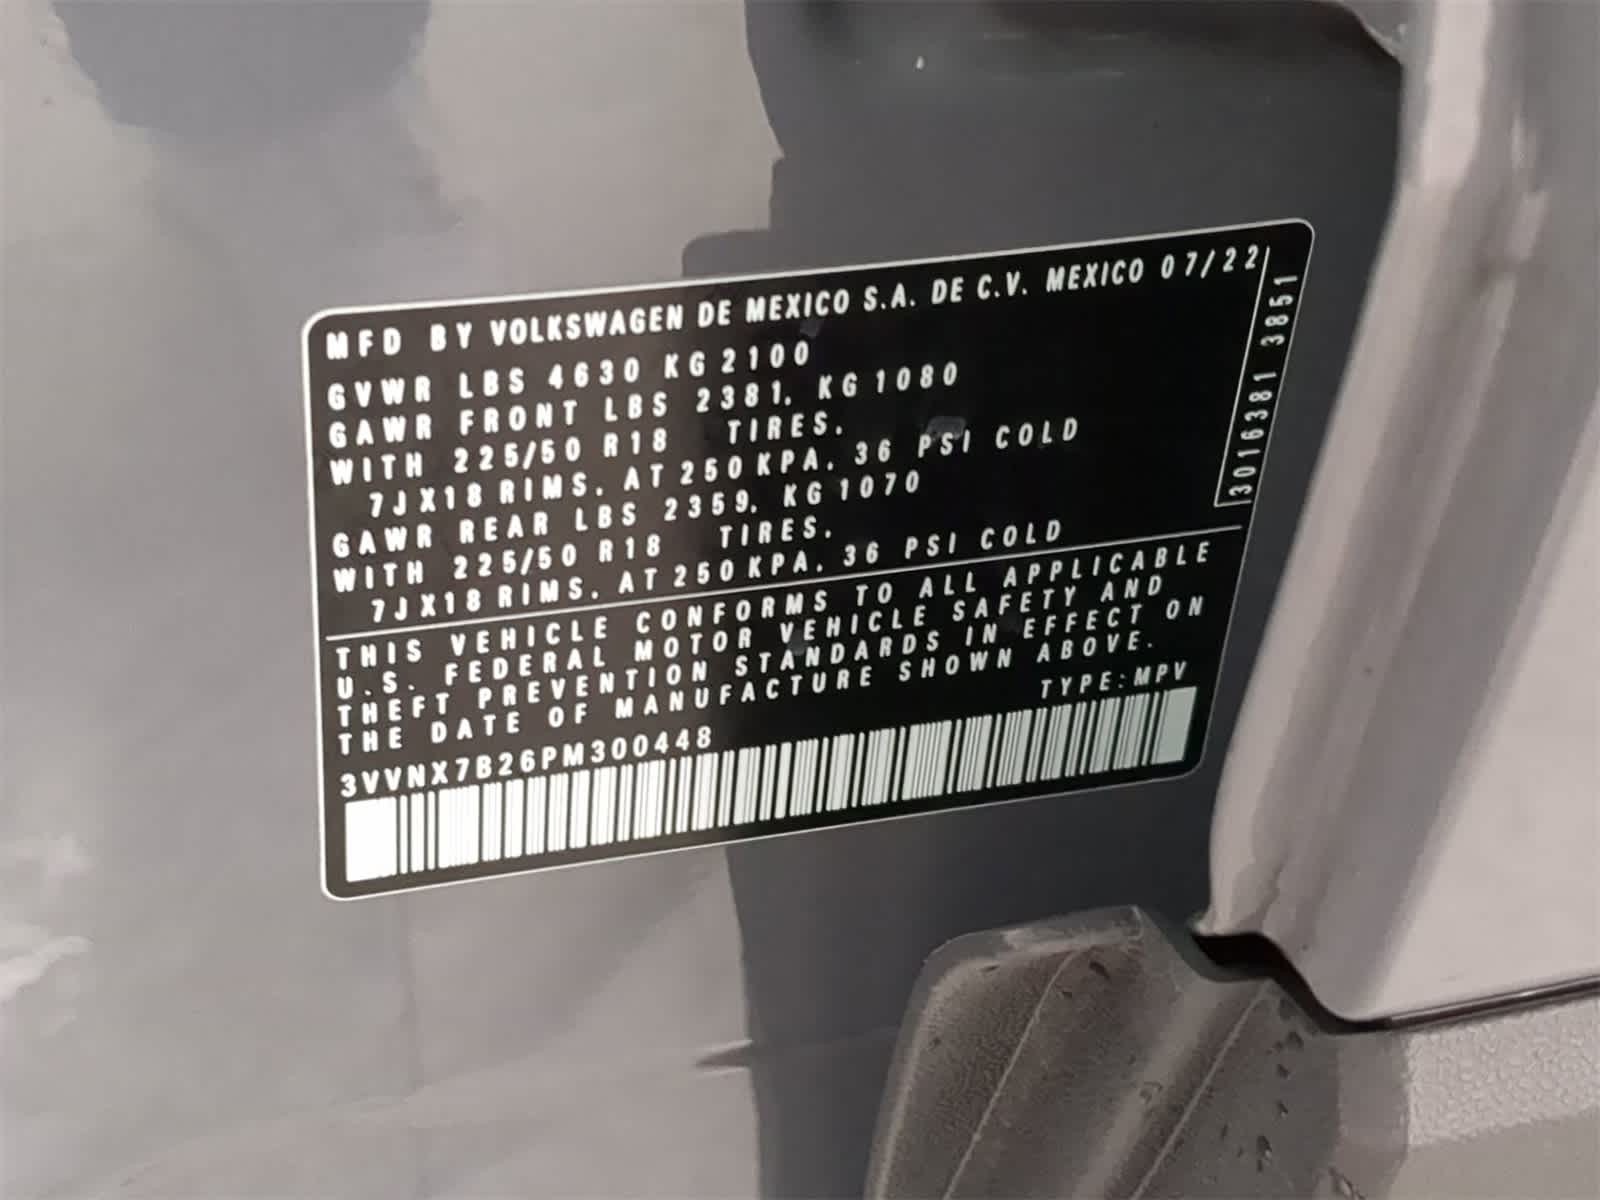 MFD BY VOLKSWAGEN DE MEXICO S.A. DE C.V. MEXICO 07/22
GVWR LBS 4630 KG 2100
GAWR FRONT LBS 2381. KG 1080
WITH 225/50 R18 TIRES.
7JX18 RIMS. AT 250 KPA. 36 PSI COLD
GAWR REAR LBS 2359. KG 1070
WITH 225/50 R18 TIRES.
7JX18 RIMS. AT 250 KPA. 36 PSI COLD
THIS VEHICLE CONFORMS TO ALL APPLICABLE
U.S. FEDERAL MOTOR VEHICLE SAFETY AND
THEFT PREVENTION STANDARDS IN EFFECT ON
THE DATE OF MANUFACTURE SHOWN ABOVE.
3VVNX7B26PM300448 TYPE:MPV
3016381 3851